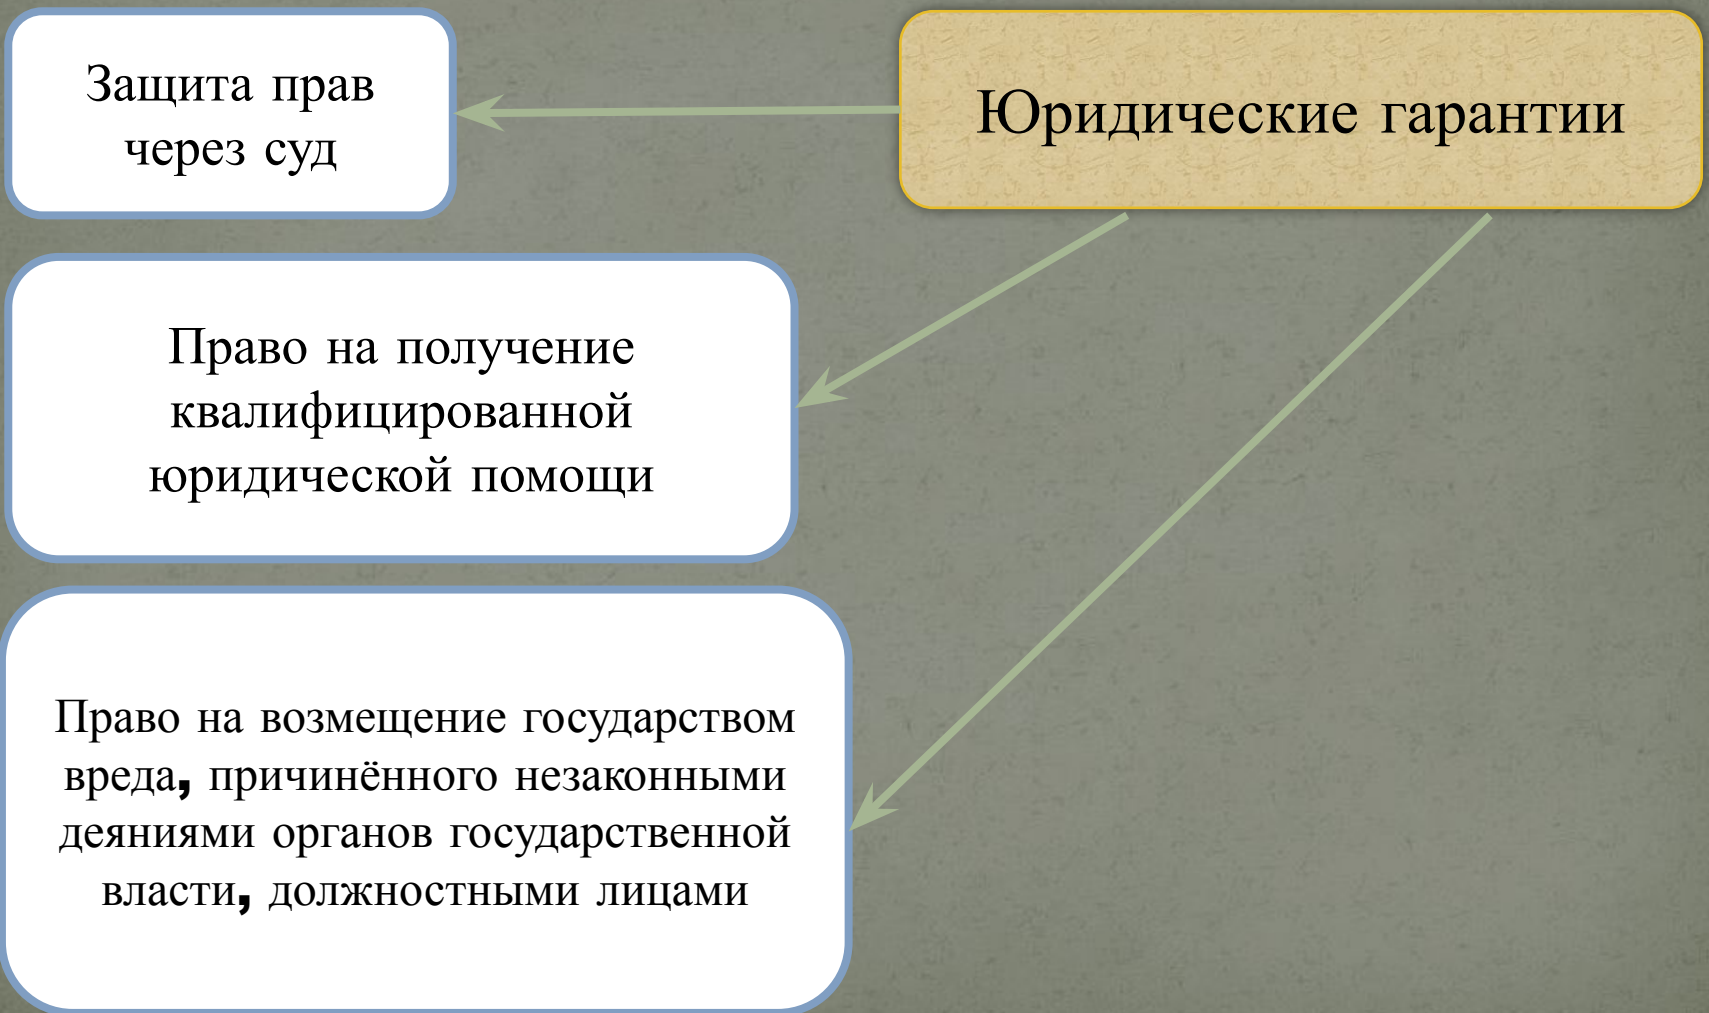 Защита прав
через суд
Юридические гарантии
Право на получение
квалифицированной
юридической помощи
Право на возмещение государством
вреда, причинённого незаконными
деяниями органов государственной
власти, должностными лицами